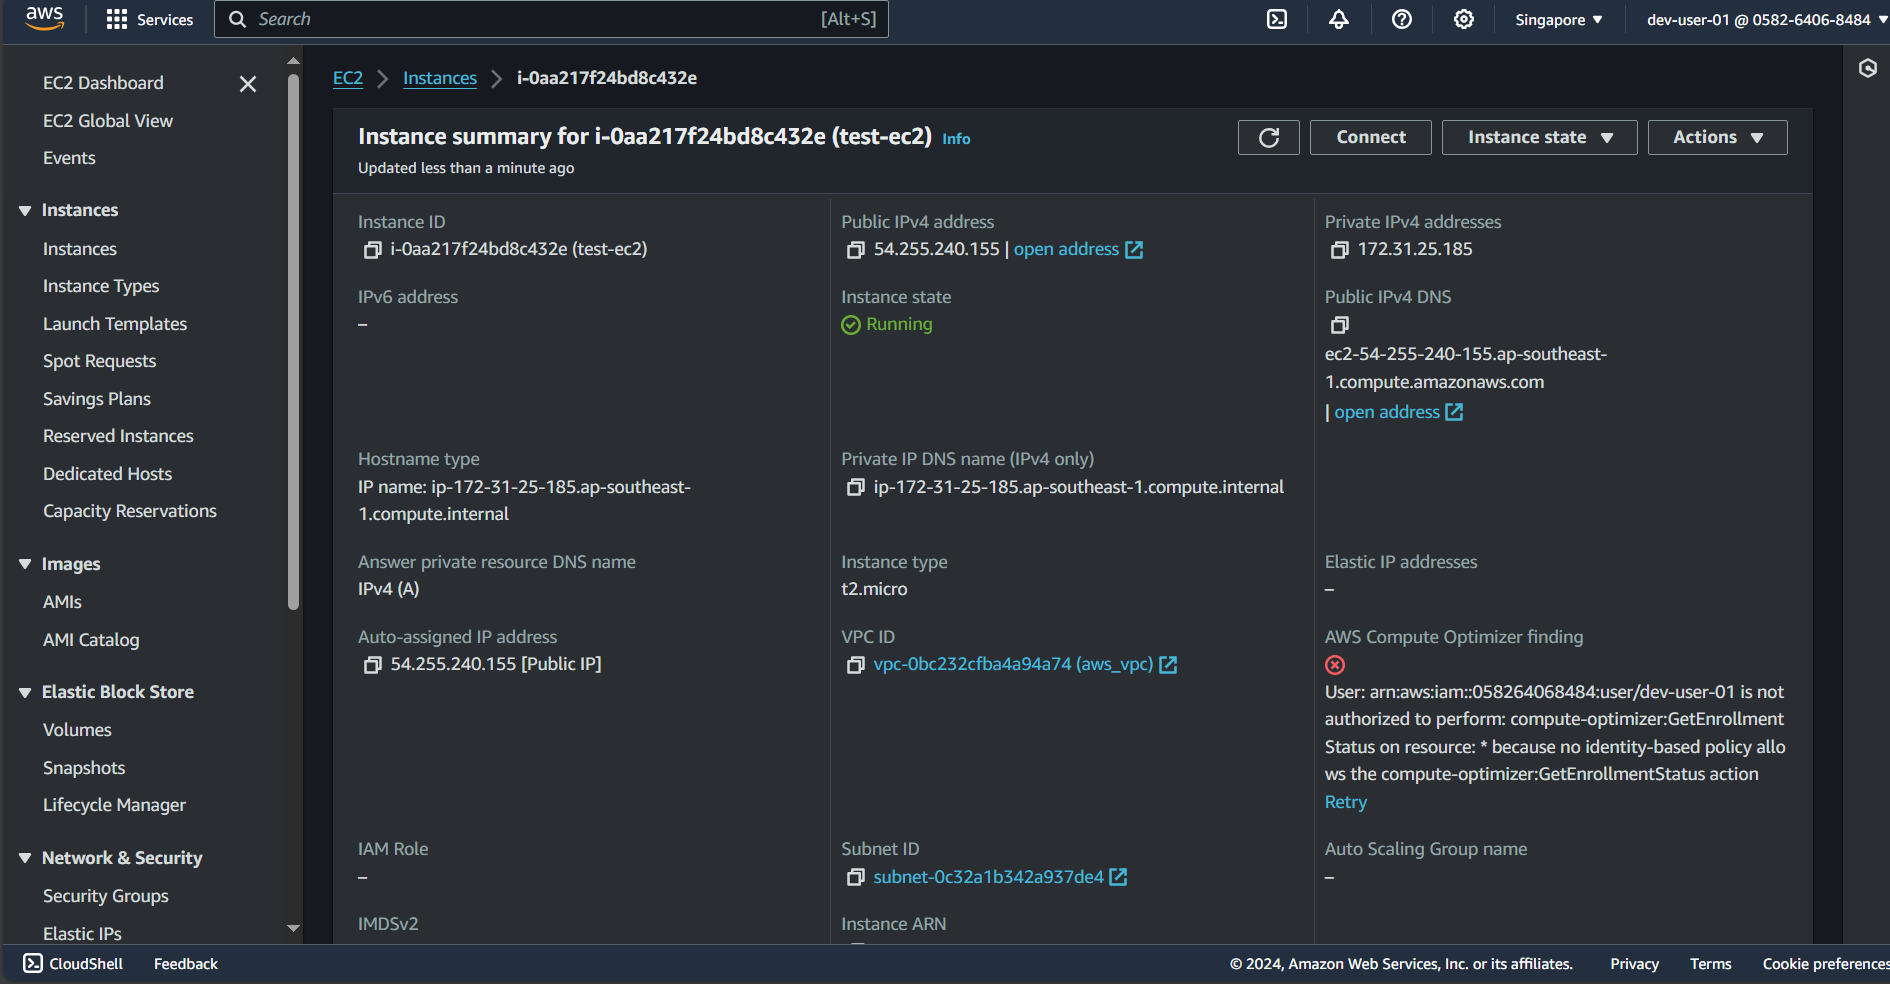 aws
Services
Search
[Alt+S]
Singapore
dev-user-01 @ 0582-6406-8484
EC2 Dashboard
EC2 Global View
Events
Instances
Instances
Instance Types
Launch Templates
Spot Requests
Savings Plans
Reserved Instances
Dedicated Hosts
Capacity Reservations
Images
AMIs
AMI Catalog
Elastic Block Store
Volumes
Snapshots
Lifecycle Manager
Network & Security
Security Groups
Elastic IPs
EC2 > Instances > i-0aa217f24bd8c432e
Instance summary for i-0aa217f24bd8c432e (test-ec2) Info
Updated less than a minute ago
Connect
Instance state
Actions
Instance ID
i-0aa217f24bd8c432e (test-ec2)
Public IPv4 address
54.255.240.155 | open address
Private IPv4 addresses
172.31.25.185
IPv6 address
–
Instance state
Running
Public IPv4 DNS
ec2-54-255-240-155.ap-southeast-
1.compute.amazonaws.com
| open address
Hostname type
IP name: ip-172-31-25-185.ap-southeast-
1.compute.internal
Private IP DNS name (IPv4 only)
ip-172-31-25-185.ap-southeast-1.compute.internal
Answer private resource DNS name
IPv4 (A)
Instance type
t2.micro
Elastic IP addresses
–
Auto-assigned IP address
54.255.240.155 [Public IP]
VPC ID
vpc-0bc232cfba4a94a74 (aws_vpc)
AWS Compute Optimizer finding
User: arn:aws:iam::058264068484:user/dev-user-01 is not
authorized to perform: compute-optimizer:GetEnrollment
Status on resource: * because no identity-based policy allo
ws the compute-optimizer:GetEnrollmentStatus action
Retry
IAM Role
–
Subnet ID
subnet-0c32a1b342a937de4
Auto Scaling Group name
–
IMDSv2
Instance ARN
CloudShell
Feedback
© 2024, Amazon Web Services, Inc. or its affiliates.
Privacy
Terms
Cookie preferences